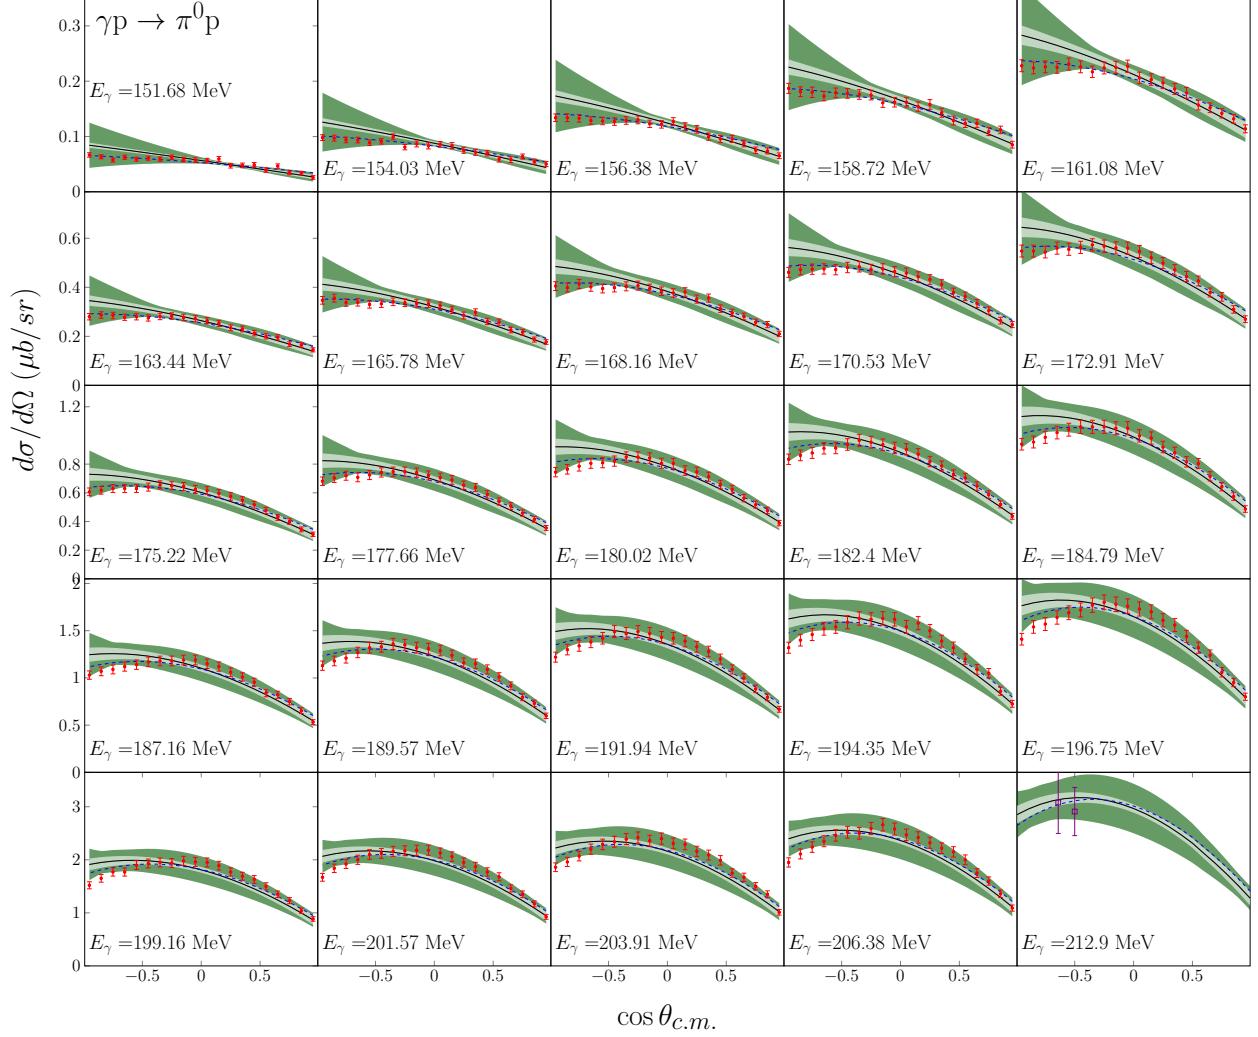 γp → π⁰p
0.3
0.2
0.1
0
E_γ =151.68 MeV
E_γ =154.03 MeV
E_γ =156.38 MeV
E_γ =158.72 MeV
E_γ =161.08 MeV
0.6
0.4
0.2
0
E_γ =163.44 MeV
E_γ =165.78 MeV
E_γ =168.16 MeV
E_γ =170.53 MeV
E_γ =172.91 MeV
dσ/dΩ (μb/sr)
1.2
0.8
0.6
0.4
0.2
0
E_γ =175.22 MeV
E_γ =177.66 MeV
E_γ =180.02 MeV
E_γ =182.4 MeV
E_γ =184.79 MeV
2
1.5
1
0.5
0
E_γ =187.16 MeV
E_γ =189.57 MeV
E_γ =191.94 MeV
E_γ =194.35 MeV
E_γ =196.75 MeV
3
2
1
0
E_γ =199.16 MeV
E_γ =201.57 MeV
E_γ =203.91 MeV
E_γ =206.38 MeV
E_γ =212.9 MeV
−0.5 0 0.5 −0.5 0 0.5 −0.5 0 0.5 −0.5 0 0.5 −0.5 0 0.5
cos θ_c.m.